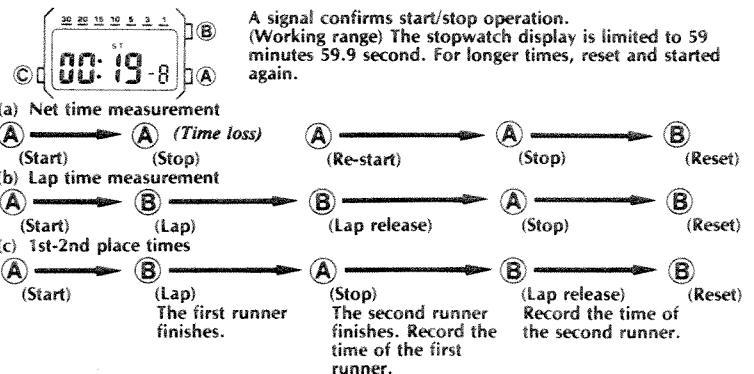 30 20 15 10 5 3 1
ST
00:19-8
B
C
A
A signal confirms start/stop operation.
(Working range) The stopwatch display is limited to 59
minutes 59.9 second. For longer times, reset and started
again.
(a) Net time measurement
A A (Time loss) A A B
(Start) (Stop) (Re-start) (Stop) (Reset)
(b) Lap time measurement
A B B A B
(Start) (Lap) (Lap release) (Stop) (Reset)
(c) 1st-2nd place times
A B A B B
(Start) (Lap) (Stop) (Lap release) (Reset)
The first runner The second runner Record the time of
finishes. finishes. Record the the second runner.
time of the first
runner.